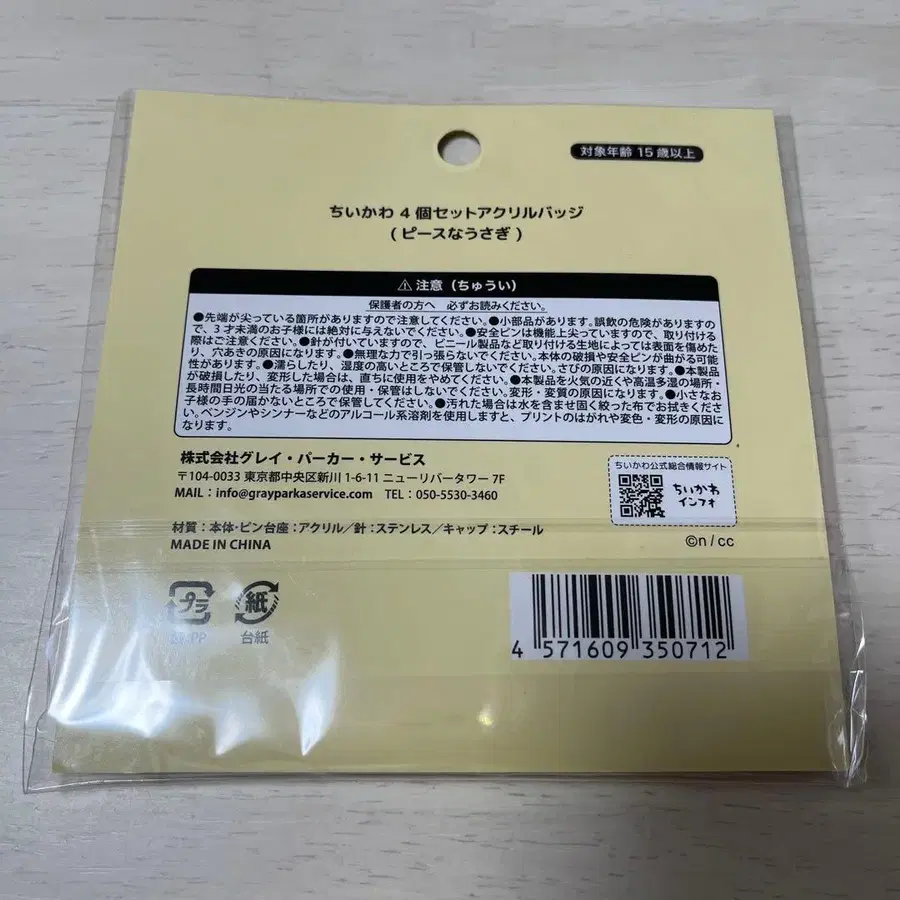 対象年齢 15 歳以上
ちいかわ 4 個セットアクリルバッジ
( ピースなうさぎ )
⚠ 注意（ちゅうい）
保護者の方へ 必ずお読みください。
●先端が尖っている箇所がありますので注意してください。●小部品があります。誤飲の危険がありますの
で、3 才未満のお子様には絶対に与えないでください。●安全ピンは機能上尖っていますので、取り付ける
際はご注意ください。●針が付いていますので、ビニール製品など取り付ける生地によっては表面を傷めた
り、穴あきの原因になります。●無理な力で引っ張らないでください。本体の破損や安全ピンが曲がる可能
性があります。●濡らしたり、湿度の高いところで保管しないでください。さびの原因になります。●本製品
が破損したり、変形した場合は、直ちに使用をやめてください。●本製品を火気の近くや高温多湿の場所・
長時間日光の当たる場所での使用・保管はしないでください。変形・変質の原因になります。●小さなお
子様の手の届かないところで保管してください。●汚れた場合は水を含ませ固く絞った布でお拭きくださ
い。ベンジンやシンナーなどのアルコール系溶剤を使用しますと、プリントのはがれや変色・変形の原因に
なります。
株式会社グレイ・パーカー・サービス
〒104-0033 東京都中央区新川 1-6-11 ニューリバータワー 7F
MAIL：info@grayparkaservice.com TEL：050-5530-3460
ちいかわ公式総合情報サイト
ちいかわ
インフォ
材質：本体・ピン台座：アクリル／針：ステンレス／キャップ：スチール
MADE IN CHINA
©n / cc
プラ
PP
紙
台紙
4 571609 350712